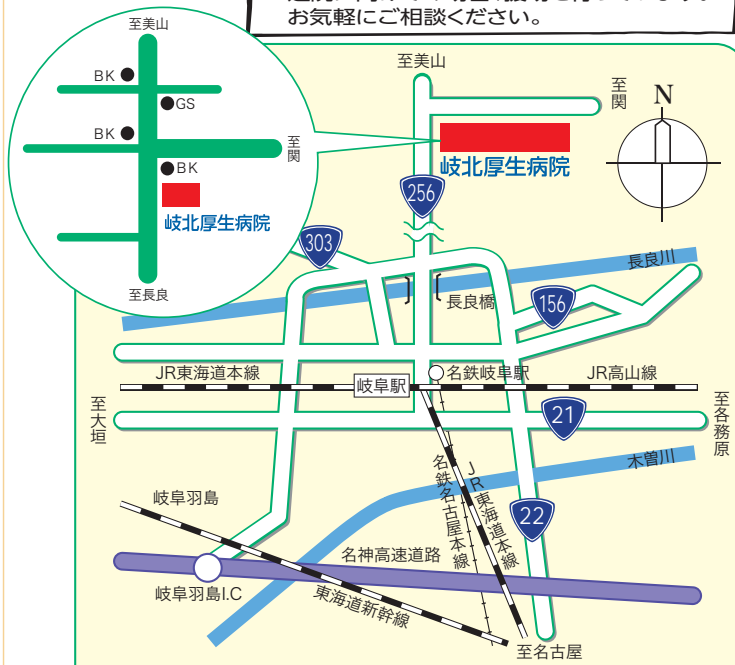 お気軽にご相談ください。
至美山
BK
GS
BK
至関
BK
岐北厚生病院
至長良
至美山
至関
N
岐北厚生病院
256
303
長良川
長良橋
156
JR東海道本線
岐阜駅
名鉄岐阜駅
JR高山線
至大垣
至各務原
21
木曽川
名鉄名古屋本線
JR東海道本線
22
岐阜羽島
名神高速道路
岐阜羽島I.C
東海道新幹線
至名古屋